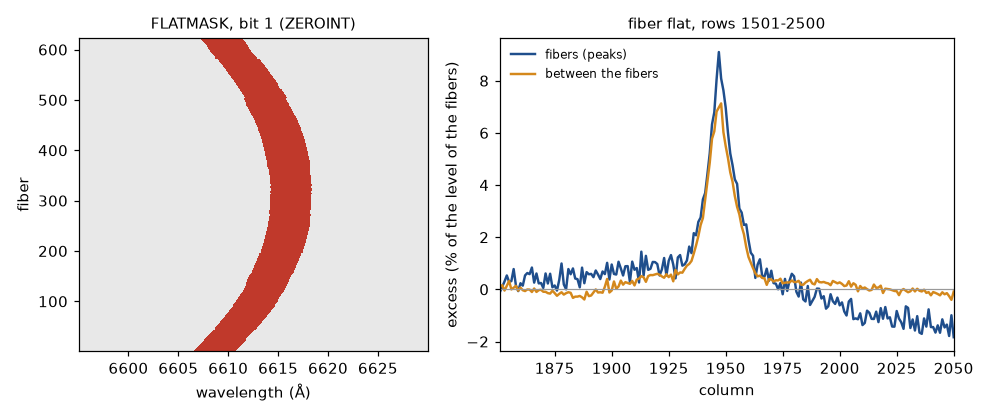 FLATMASK, bit 1 (ZEROINT)
600
500
400
300
200
100
fiber
6600 6605 6610 6615 6620 6625
wavelength (Å)
fiber flat, rows 1501-2500
fibers (peaks)
between the fibers
8
6
4
2
0
−2
excess (% of the level of the fibers)
1875 1900 1925 1950 1975 2000 2025 2050
column